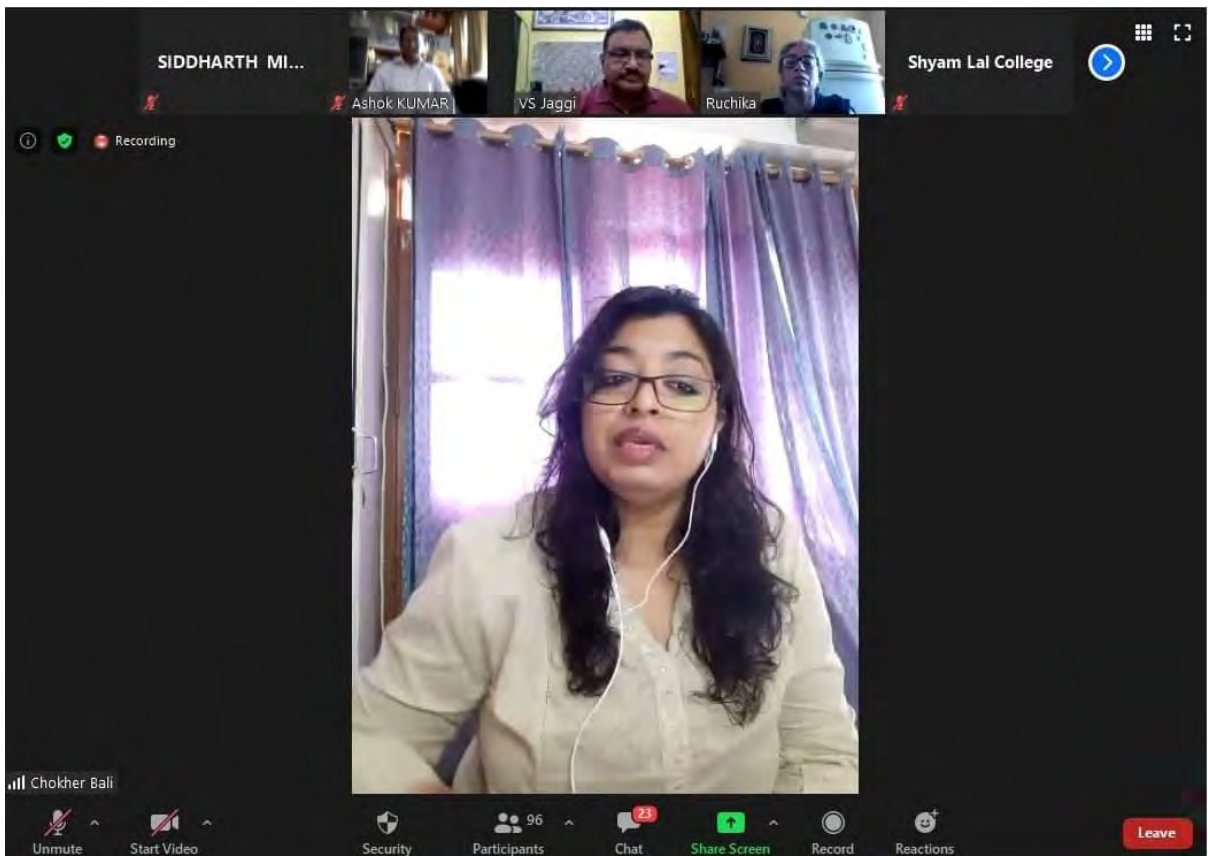 SIDDHARTH MI...
Ashok KUMAR
VS Jaggi
Ruchika
Shyam Lal College
Recording
Chokher Bali
Unmute
Start Video
Security
96
Participants
23
Chat
Share Screen
Record
Reactions
Leave